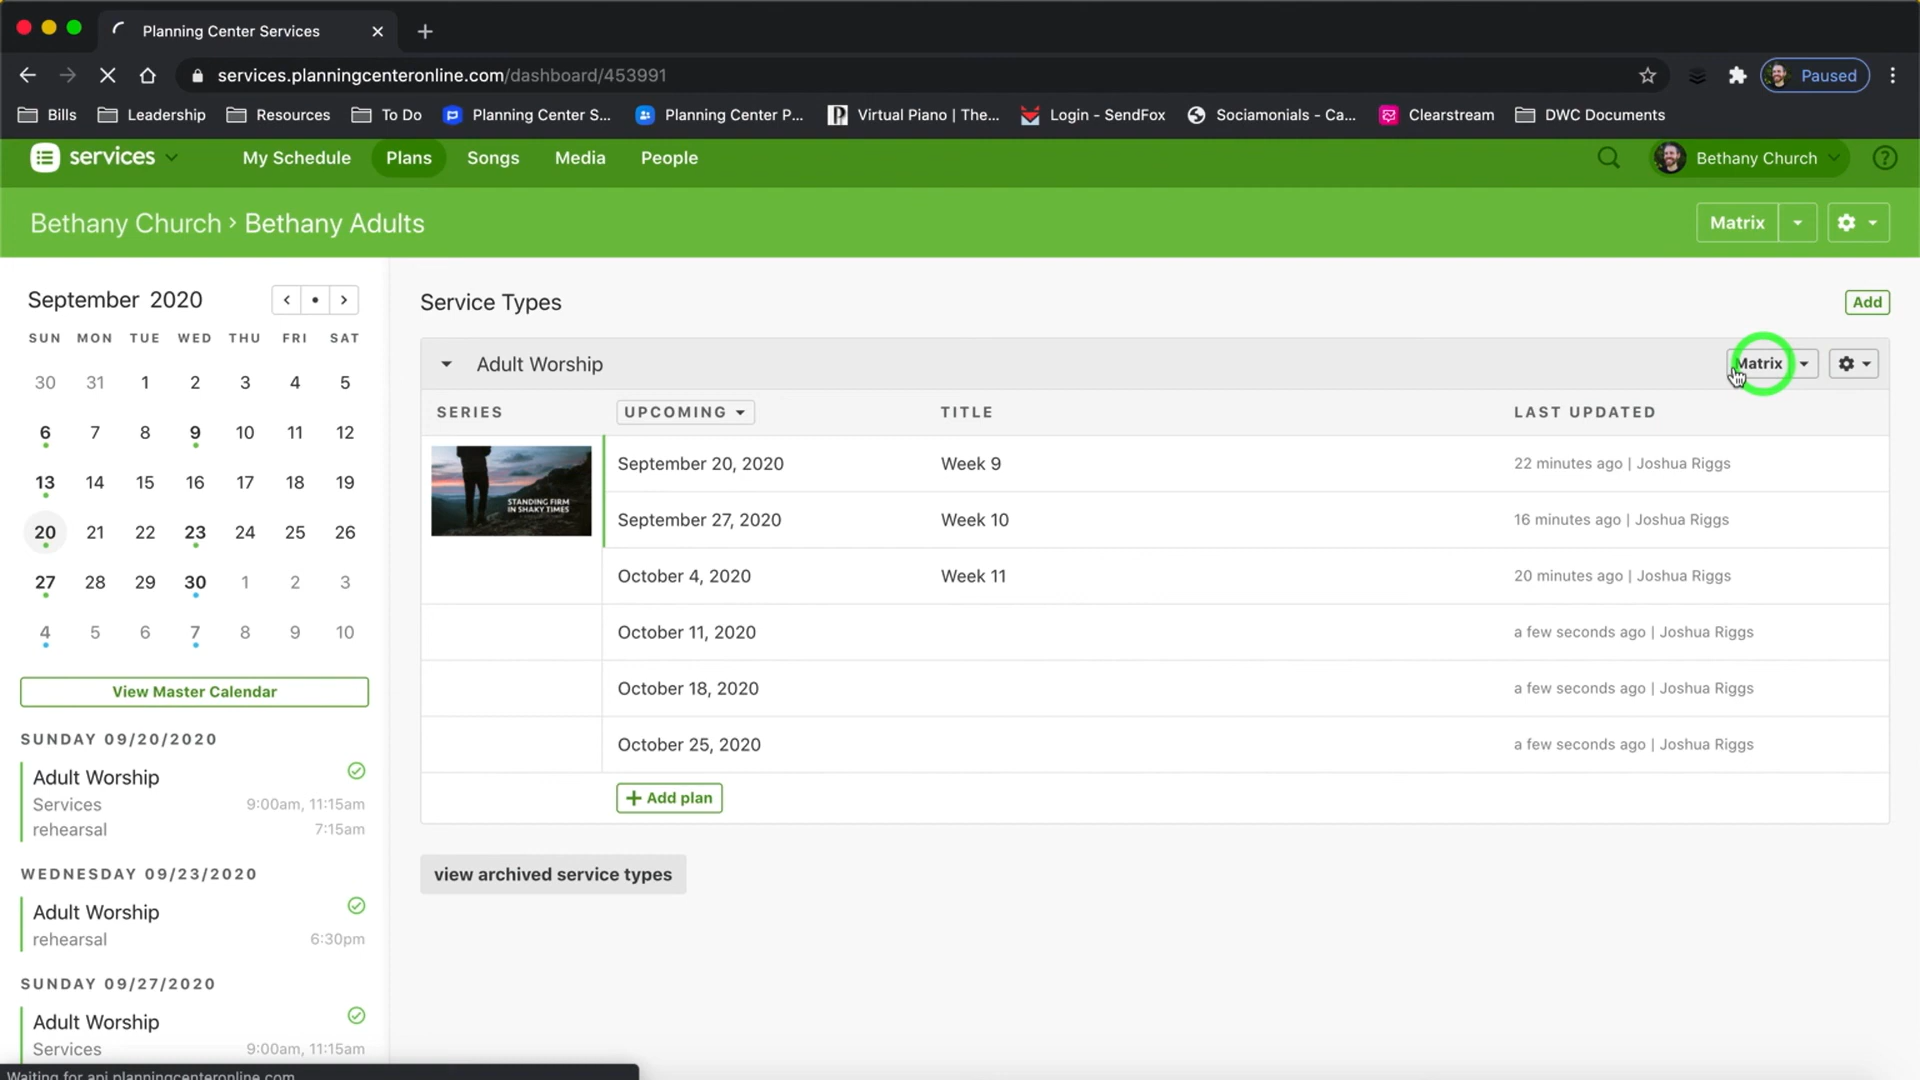 Planning Center Services
services.planningcenteronline.com/dashboard/453991
Paused
Bills Leadership Resources To Do Planning Center S... Planning Center P... Virtual Piano | The... Login - SendFox Sociamonials - Ca... Clearstream DWC Documents
services My Schedule Plans Songs Media People Bethany Church ?
Bethany Church › Bethany Adults Matrix
September 2020
SUN MON TUE WED THU FRI SAT
30 31 1 2 3 4 5
6 7 8 9 10 11 12
13 14 15 16 17 18 19
20 21 22 23 24 25 26
27 28 29 30 1 2 3
4 5 6 7 8 9 10
View Master Calendar
SUNDAY 09/20/2020
Adult Worship
Services 9:00am, 11:15am
rehearsal 7:15am
WEDNESDAY 09/23/2020
Adult Worship
rehearsal 6:30pm
SUNDAY 09/27/2020
Adult Worship
Services 9:00am, 11:15am
Service Types Add
Adult Worship Matrix
SERIES UPCOMING TITLE LAST UPDATED
STANDING FIRM
IN SHAKY TIMES
September 20, 2020 Week 9 22 minutes ago | Joshua Riggs
September 27, 2020 Week 10 16 minutes ago | Joshua Riggs
October 4, 2020 Week 11 20 minutes ago | Joshua Riggs
October 11, 2020 a few seconds ago | Joshua Riggs
October 18, 2020 a few seconds ago | Joshua Riggs
October 25, 2020 a few seconds ago | Joshua Riggs
+ Add plan
view archived service types
Waiting for api.planningcenteronline.com